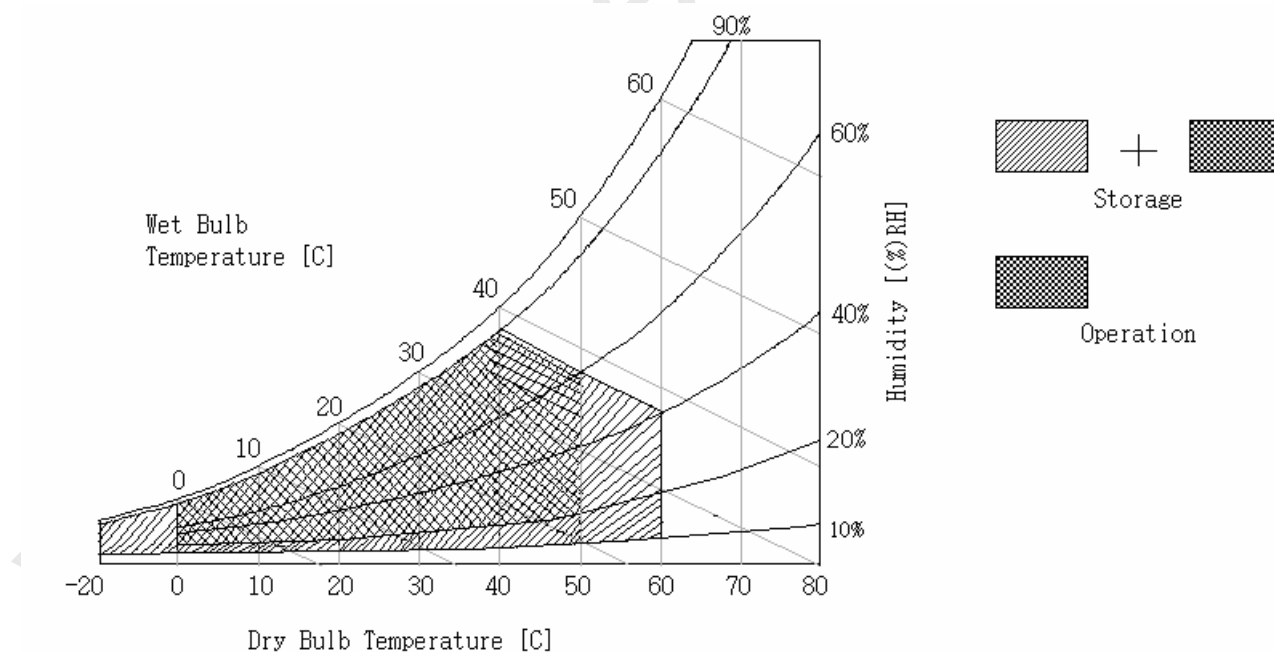 90%
60
60%
50
Storage
Wet Bulb
Temperature [C]
Humidity [(%)RH]
40
40%
Operation
30
20
20%
10
0
10%
-20 0 10 20 30 40 50 60 70 80
Dry Bulb Temperature [C]